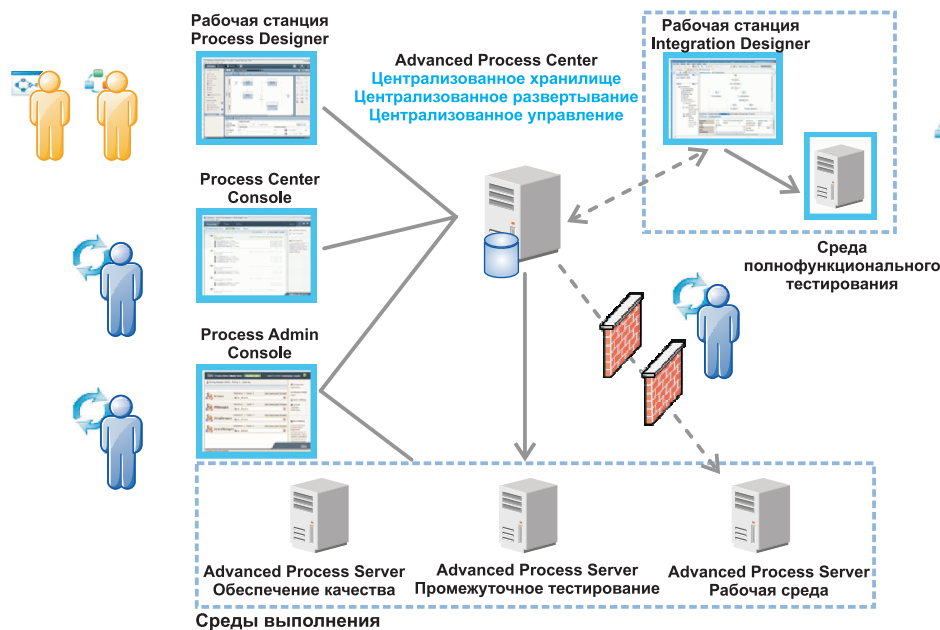 Рабочая станция
Process Designer
Advanced Process Center
Централизованное хранилище
Централизованное развертывание
Централизованное управление
Рабочая станция
Integration Designer
Process Center
Console
Среда
полнофункционального
тестирования
Process Admin
Console
Advanced Process Server
Обеспечение качества
Advanced Process Server
Промежуточное тестирование
Advanced Process Server
Рабочая среда
Среды выполнения